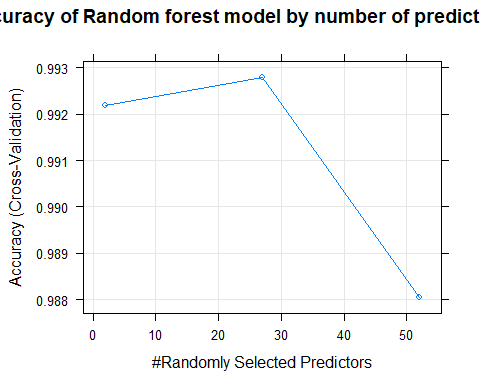 curacy of Random forest model by number of predict
0.993
0.992
0.991
0.990
0.989
0.988
Accuracy (Cross-Validation)
0 10 20 30 40 50
#Randomly Selected Predictors